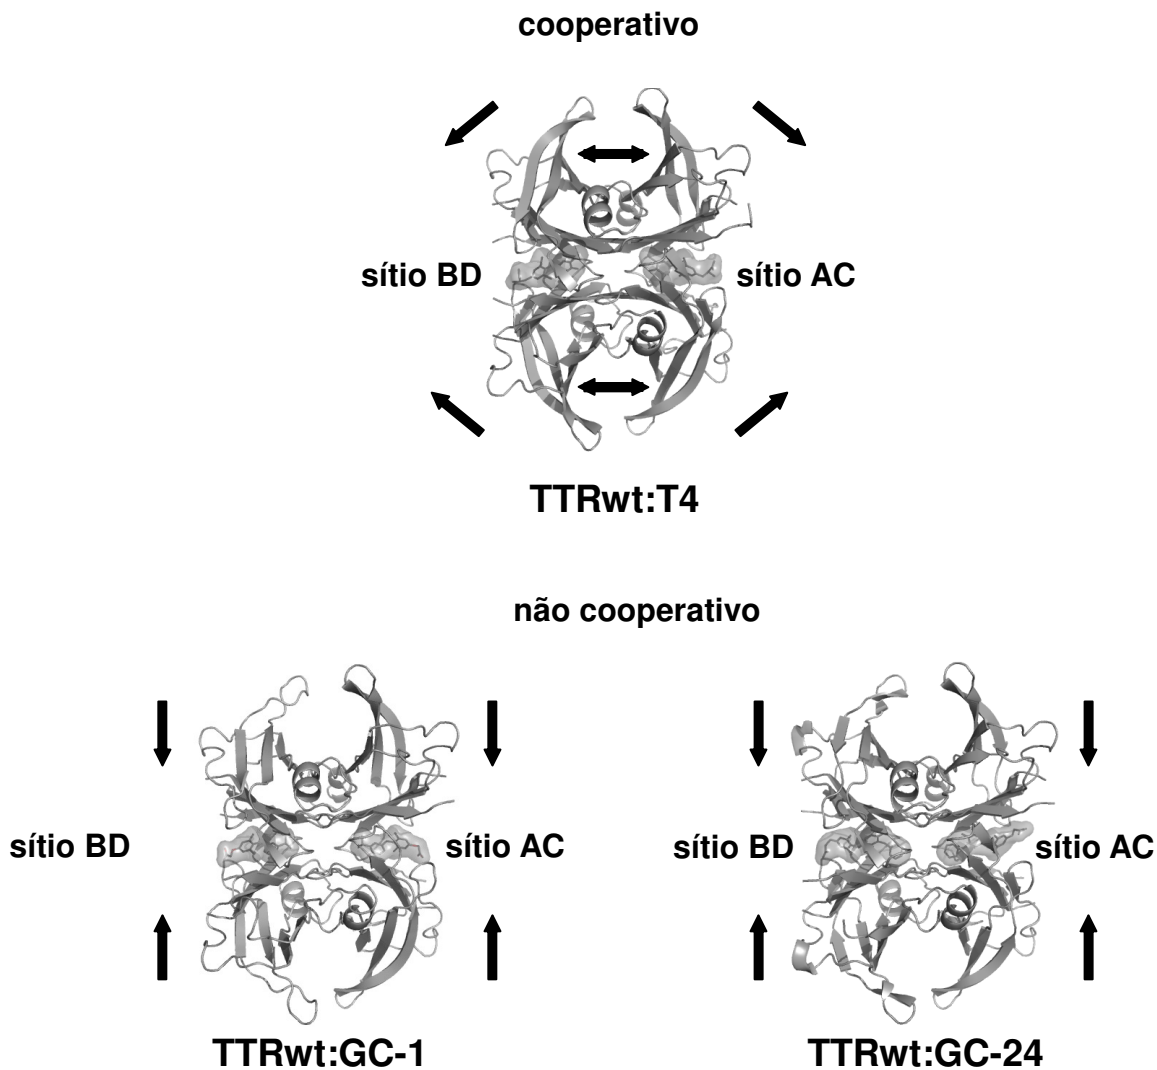 cooperativo
sítio BD
sítio AC
TTRwt:T4
não cooperativo
sítio BD
sítio AC
sítio BD
sítio AC
TTRwt:GC-1
TTRwt:GC-24